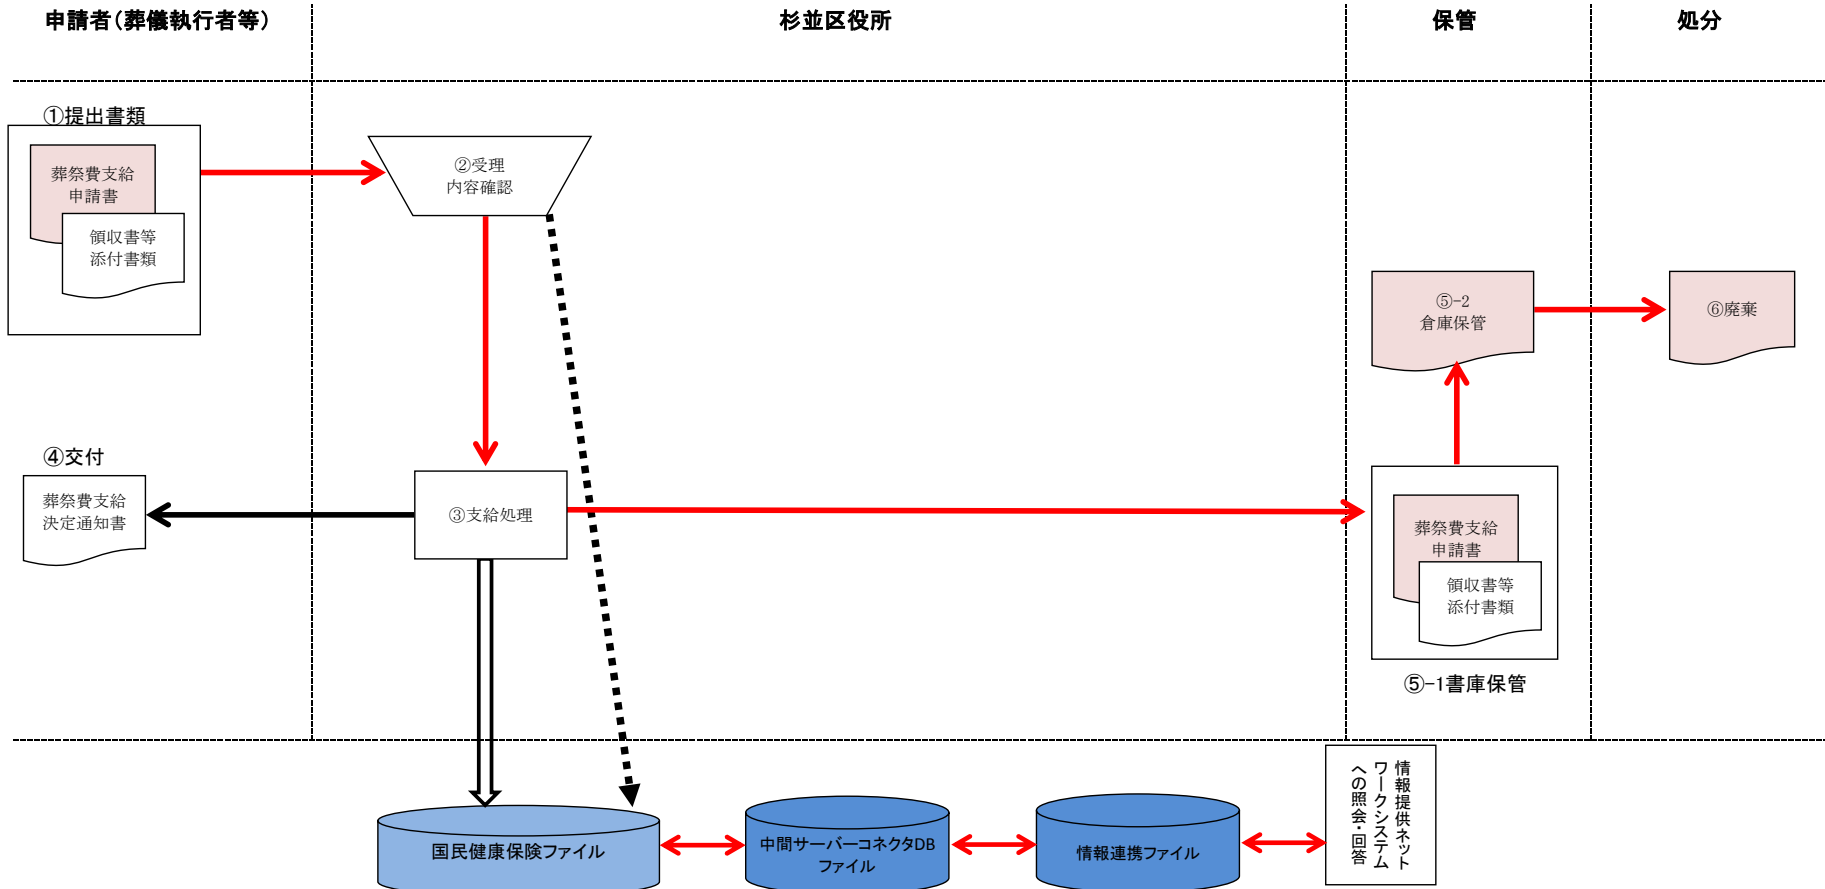 申請者（葬儀執行者等）
杉並区役所
保管
処分
①提出書類
葬祭費支給
申請書
領収書等
添付書類
②受理
内容確認
⑤-2
倉庫保管
⑥廃棄
④交付
葬祭費支給
決定通知書
③支給処理
葬祭費支給
申請書
領収書等
添付書類
⑤-1書庫保管
国民健康保険ファイル
中間サーバーコネクタDB
ファイル
情報連携ファイル
情報提供ネット
ワークシステム
への照会・回答